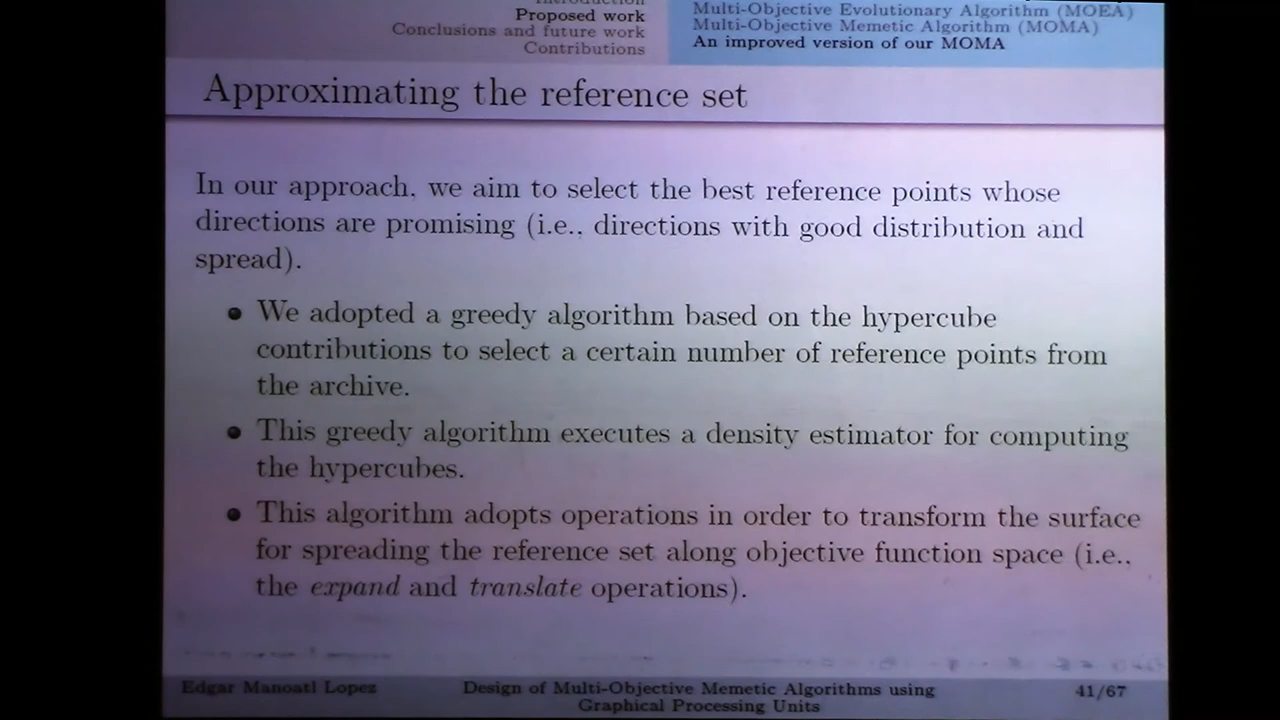 Introduction
Proposed work
Conclusions and future work
Contributions
Multi-Objective Evolutionary Algorithm (MOEA)
Multi-Objective Memetic Algorithm (MOMA)
An improved version of our MOMA
Approximating the reference set
In our approach, we aim to select the best reference points whose
directions are promising (i.e., directions with good distribution and
spread).
We adopted a greedy algorithm based on the hypercube
contributions to select a certain number of reference points from
the archive.
This greedy algorithm executes a density estimator for computing
the hypercubes.
This algorithm adopts operations in order to transform the surface
for spreading the reference set along objective function space (i.e.,
the expand and translate operations).
Edgar Manoatl Lopez
Design of Multi-Objective Memetic Algorithms using
Graphical Processing Units
41/67